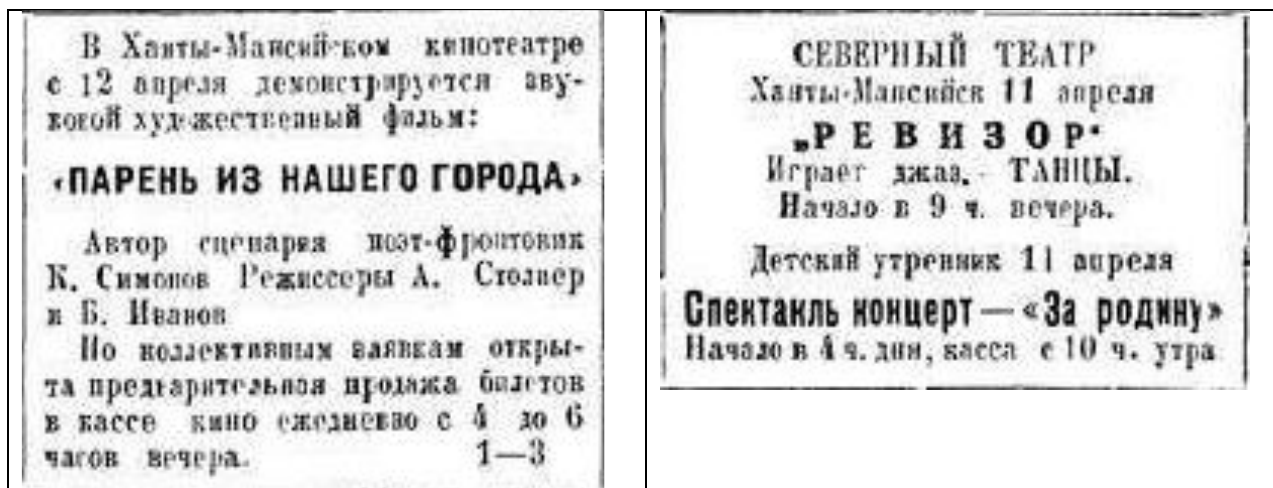 В Ханты-Мансийском кинотеатре
с 12 апреля демонстрируется зву-
ковой художественный фильм:
«ПАРЕНЬ ИЗ НАШЕГО ГОРОДА»
Автор сценария поэт-фронтовик
К. Симонов Режиссеры А. Столпер
и Б. Иванов
По коллективным заявкам откры-
та предварительная продажа билетов
в кассе кино ежедневно с 4 до 6
часов вечера. 1—3
СЕВЕРНЫЙ ТЕАТР
Ханты-Мансийск 11 апреля
„РЕВИЗОР“
Играет джаз. - ТАНЦЫ.
Начало в 9 ч. вечера.
Детский утренник 11 апреля
Спектакль концерт — «За родину»
Начало в 4 ч. дня, касса с 10 ч. утра